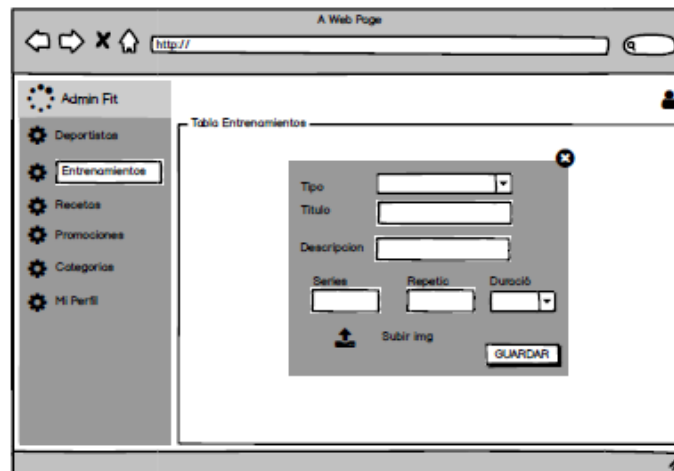 A Web Page
http://
Admin Fit
Deportistas
Entrenamientos
Recetas
Promociones
Categorias
Mi Perfil
Tabla Entrenamientos
Tipo
Titulo
Descripcion
Series Repetic Duració
Subir img
GUARDAR